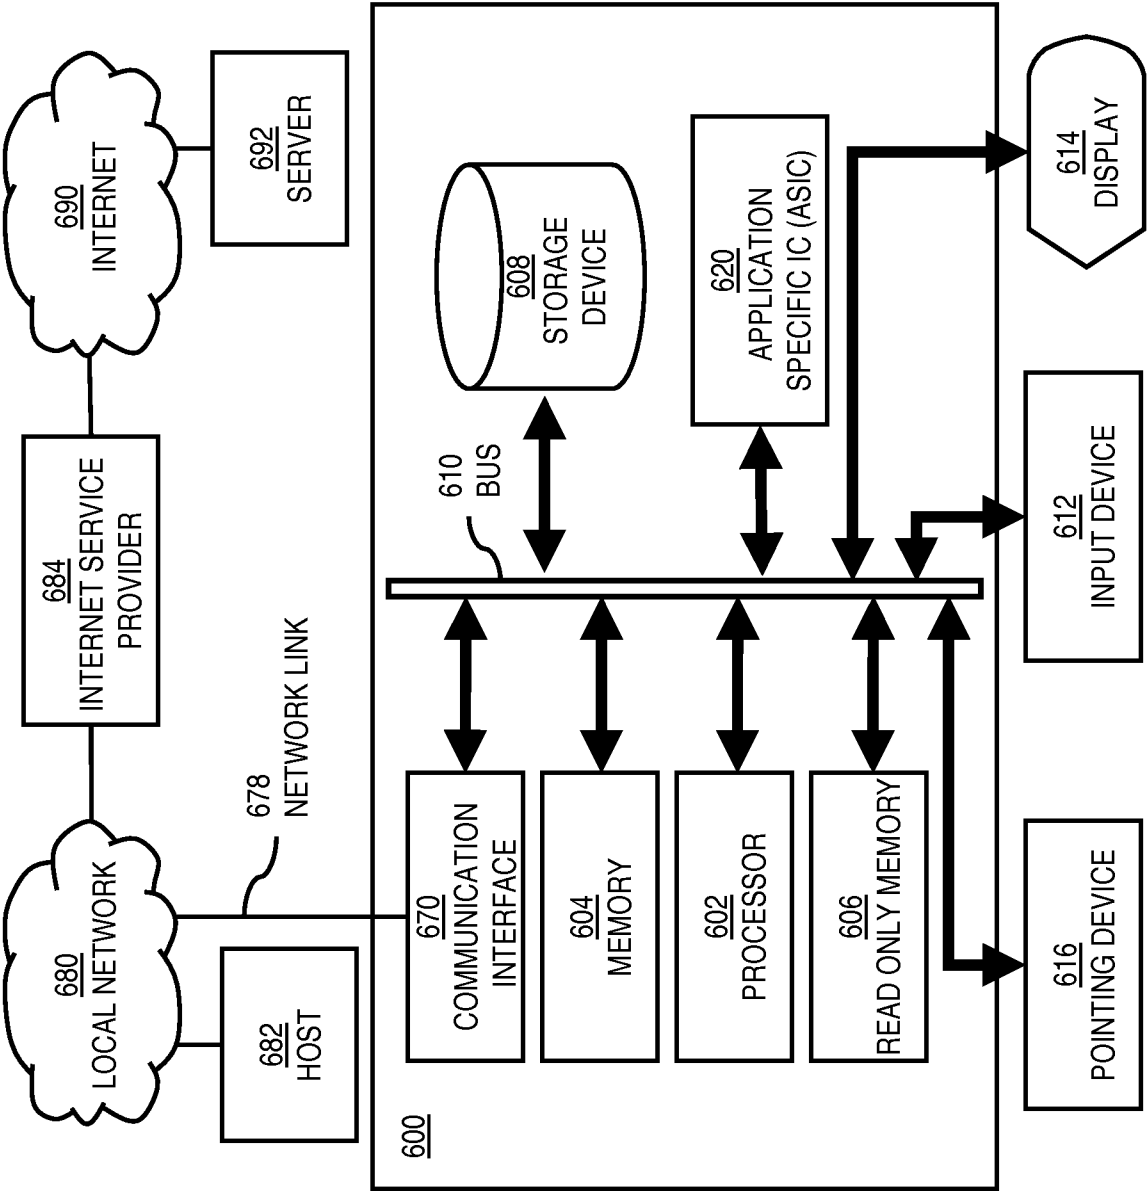 680
LOCAL NETWORK
684
INTERNET SERVICE
PROVIDER
690
INTERNET
682
HOST
678
NETWORK LINK
692
SERVER
600
670
COMMUNICATION
INTERFACE
610
BUS
608
STORAGE
DEVICE
604
MEMORY
602
PROCESSOR
620
APPLICATION
SPECIFIC IC (ASIC)
606
READ ONLY MEMORY
616
POINTING DEVICE
612
INPUT DEVICE
614
DISPLAY